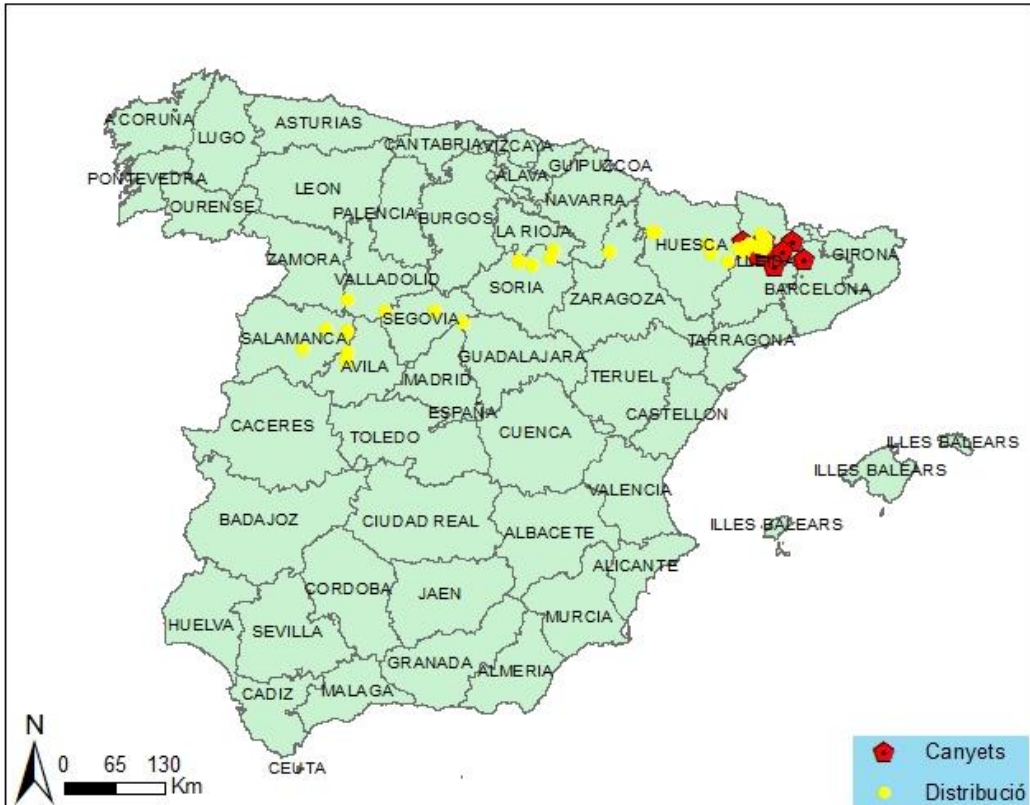 A CORUÑA
LUGO
ASTURIAS
CANTABRIA
VIZCAYA
GUIPUZCOA
PONTEVEDRA
LEON
ALAVA
NAVARRA
OURENSE
PALENCIA
BURGOS
LA RIOJA
HUESCA
LLEIDA
GIRONA
ZAMORA
VALLADOLID
SORIA
ZARAGOZA
BARCELONA
SALAMANCA
SEGOVIA
TARRAGONA
AVILA
GUADALAJARA
MADRID
TERUEL
CACERES
ESPAÑA
CASTELLON
TOLEDO
CUENCA
ILLES BALEARS
ILLES BALEARS
VALENCIA
BADAJOZ
CIUDAD REAL
ALBACETE
ILLES BALEARS
ALICANTE
CORDOBA
JAEN
HUELVA
SEVILLA
MURCIA
GRANADA
ALMERIA
CADIZ
MALAGA
N
0 65 130
Km
CEUTA
Canyets
Distribució